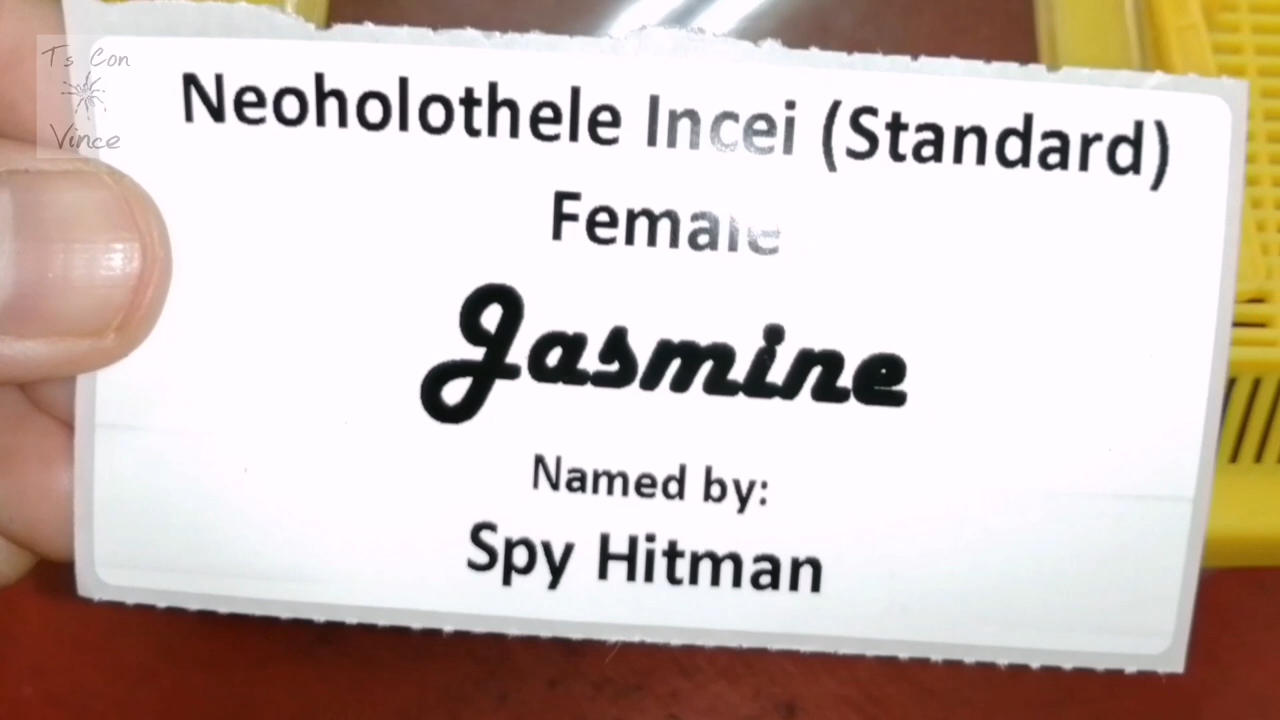 Ts Con
Vince
Neoholothele Incei (Standard)
Female
Jasmine
Named by:
Spy Hitman